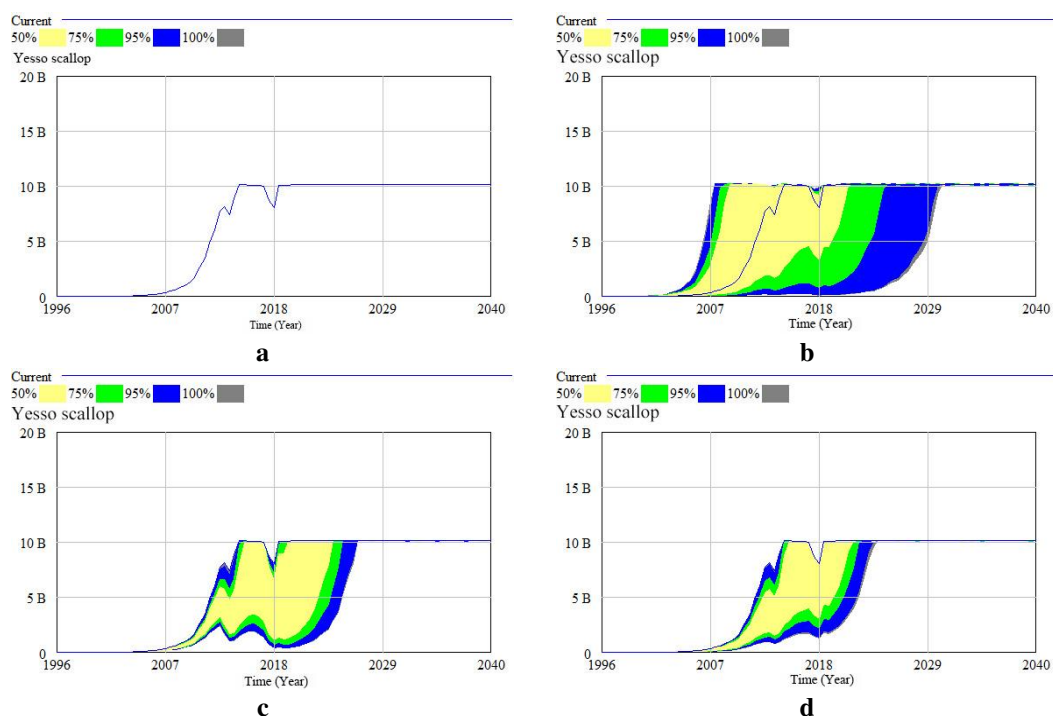 Current
50% 75% 95% 100%
Yesso scallop
20 B
15 B
10 B
5 B
0
1996 2007 2018 2029 2040
Time (Year)
a
Current
50% 75% 95% 100%
Yesso scallop
20 B
15 B
10 B
5 B
0
1996 2007 2018 2029 2040
Time (Year)
b
Current
50% 75% 95% 100%
Yesso scallop
20 B
15 B
10 B
5 B
0
1996 2007 2018 2029 2040
Time (Year)
c
Current
50% 75% 95% 100%
Yesso scallop
20 B
15 B
10 B
5 B
0
1996 2007 2018 2029 2040
Time (Year)
d